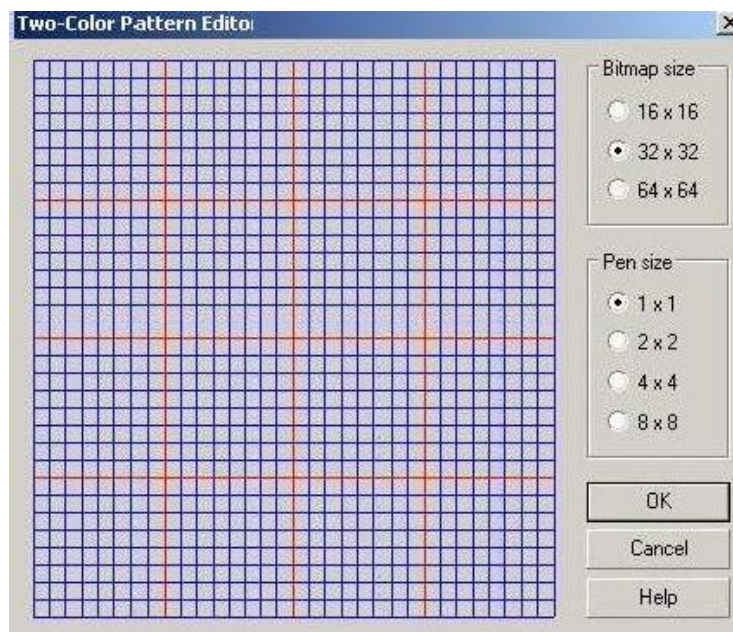 Two-Color Pattern Edito
Bitmap size
16 x 16
32 x 32
64 x 64
Pen size
1 x 1
2 x 2
4 x 4
8 x 8
OK
Cancel
Help